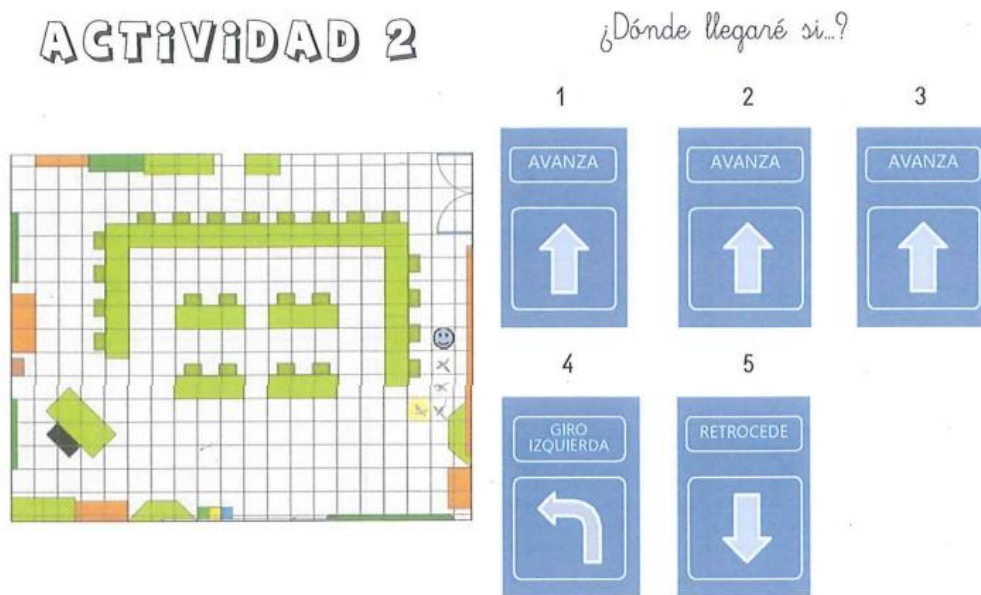 ACTiViDAD 2
¿Dónde llegaré si...?
1
2
3
AVANZA
AVANZA
AVANZA
4
5
GIRO
IZQUIERDA
RETROCEDE